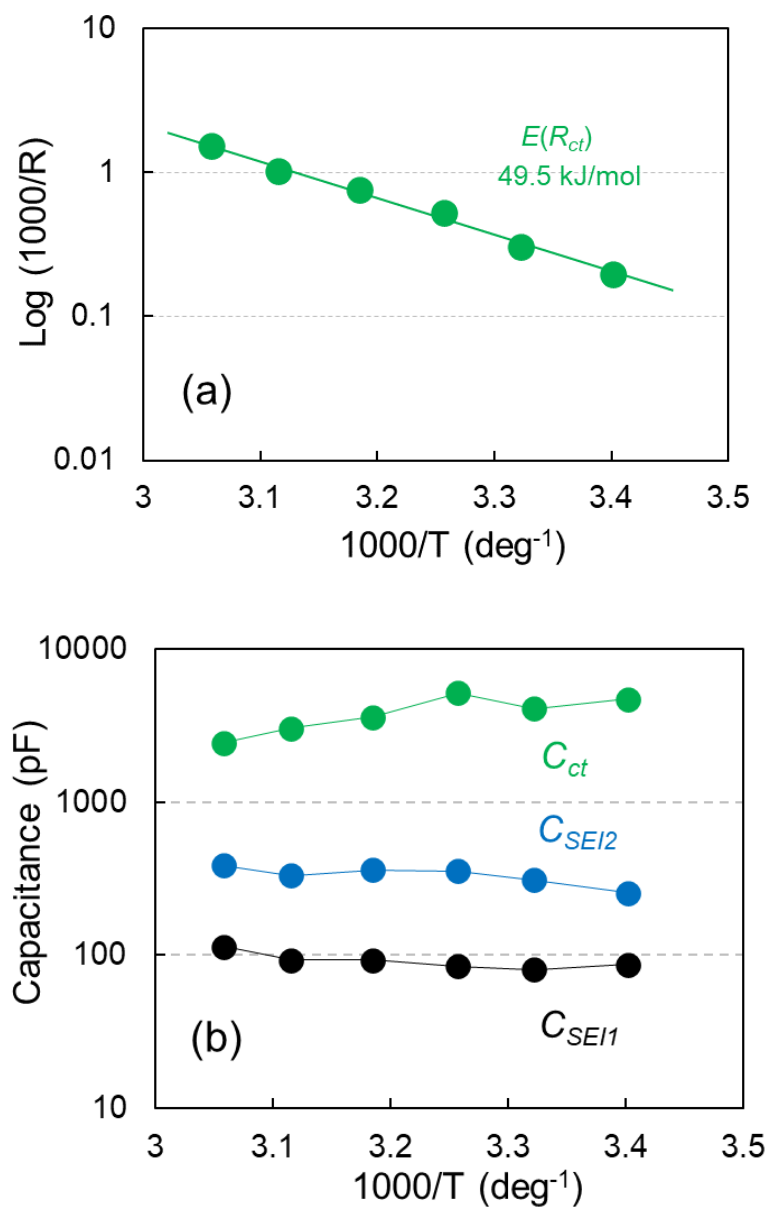 10
1
0.1
0.01
Log (1000/R)
E(Rct)
49.5 kJ/mol
(a)
3 3.1 3.2 3.3 3.4 3.5
1000/T (deg-1)
10000
1000
100
10
Capacitance (pF)
Cct
CSEI2
CSEI1
(b)
3 3.1 3.2 3.3 3.4 3.5
1000/T (deg-1)